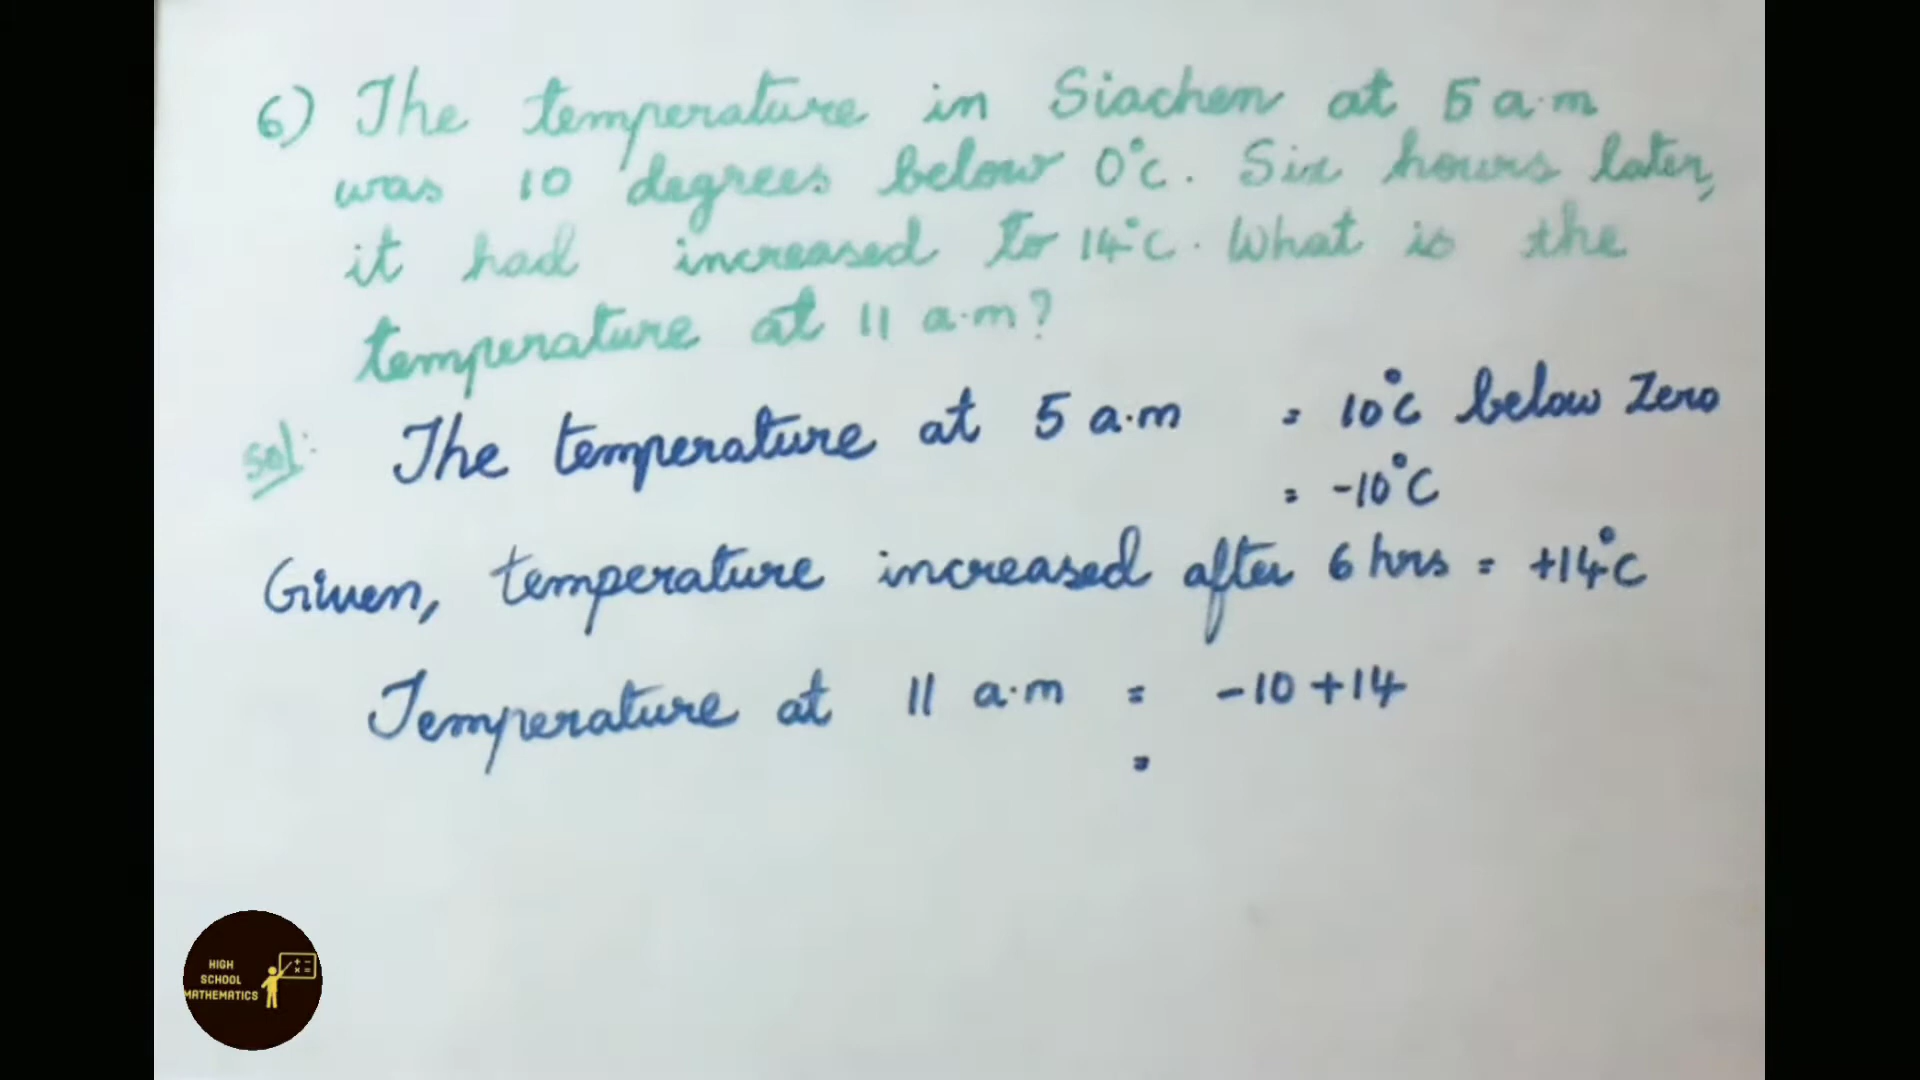 6) The temperature in Siachen at 5 a.m
was 10 degrees below 0°c. Six hours later,
it had increased to 14°c. What is the
temperature at 11 a.m?
Sol: The temperature at 5 a.m = 10°c below zero
= -10°C
Given, temperature increased after 6 hrs = +14°c
Temperature at 11 a.m = -10 +14
=
HIGH
SCHOOL
MATHEMATICS